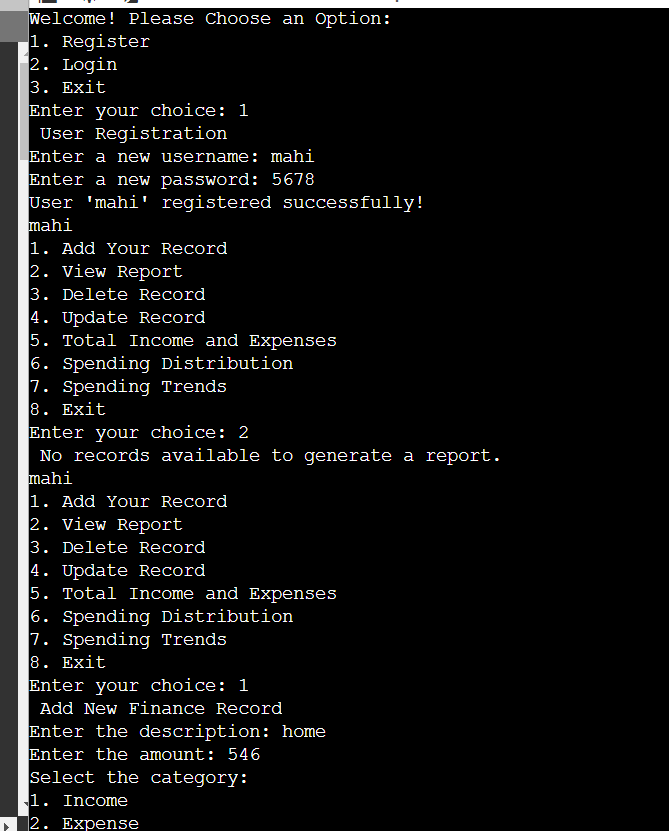 Welcome! Please Choose an Option:
1. Register
2. Login
3. Exit
Enter your choice: 1
 User Registration
Enter a new username: mahi
Enter a new password: 5678
User 'mahi' registered successfully!
mahi
1. Add Your Record
2. View Report
3. Delete Record
4. Update Record
5. Total Income and Expenses
6. Spending Distribution
7. Spending Trends
8. Exit
Enter your choice: 2
 No records available to generate a report.
mahi
1. Add Your Record
2. View Report
3. Delete Record
4. Update Record
5. Total Income and Expenses
6. Spending Distribution
7. Spending Trends
8. Exit
Enter your choice: 1
 Add New Finance Record
Enter the description: home
Enter the amount: 546
Select the category:
1. Income
2. Expense